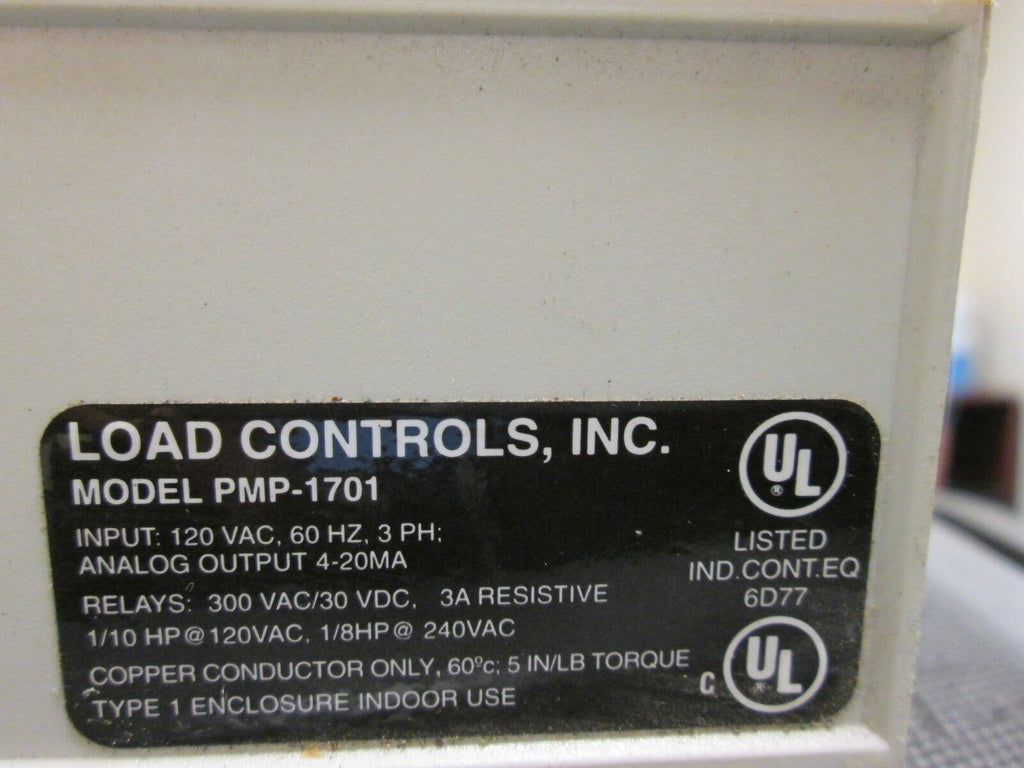 LOAD CONTROLS, INC.
MODEL PMP-1701
INPUT: 120 VAC, 60 HZ, 3 PH;
ANALOG OUTPUT 4-20MA
RELAYS: 300 VAC/30 VDC, 3A RESISTIVE
1/10 HP@120VAC, 1/8HP@ 240VAC
COPPER CONDUCTOR ONLY, 60ºc; 5 IN/LB TORQUE
TYPE 1 ENCLOSURE INDOOR USE
UL ®
LISTED
IND.CONT.EQ
6D77
C UL